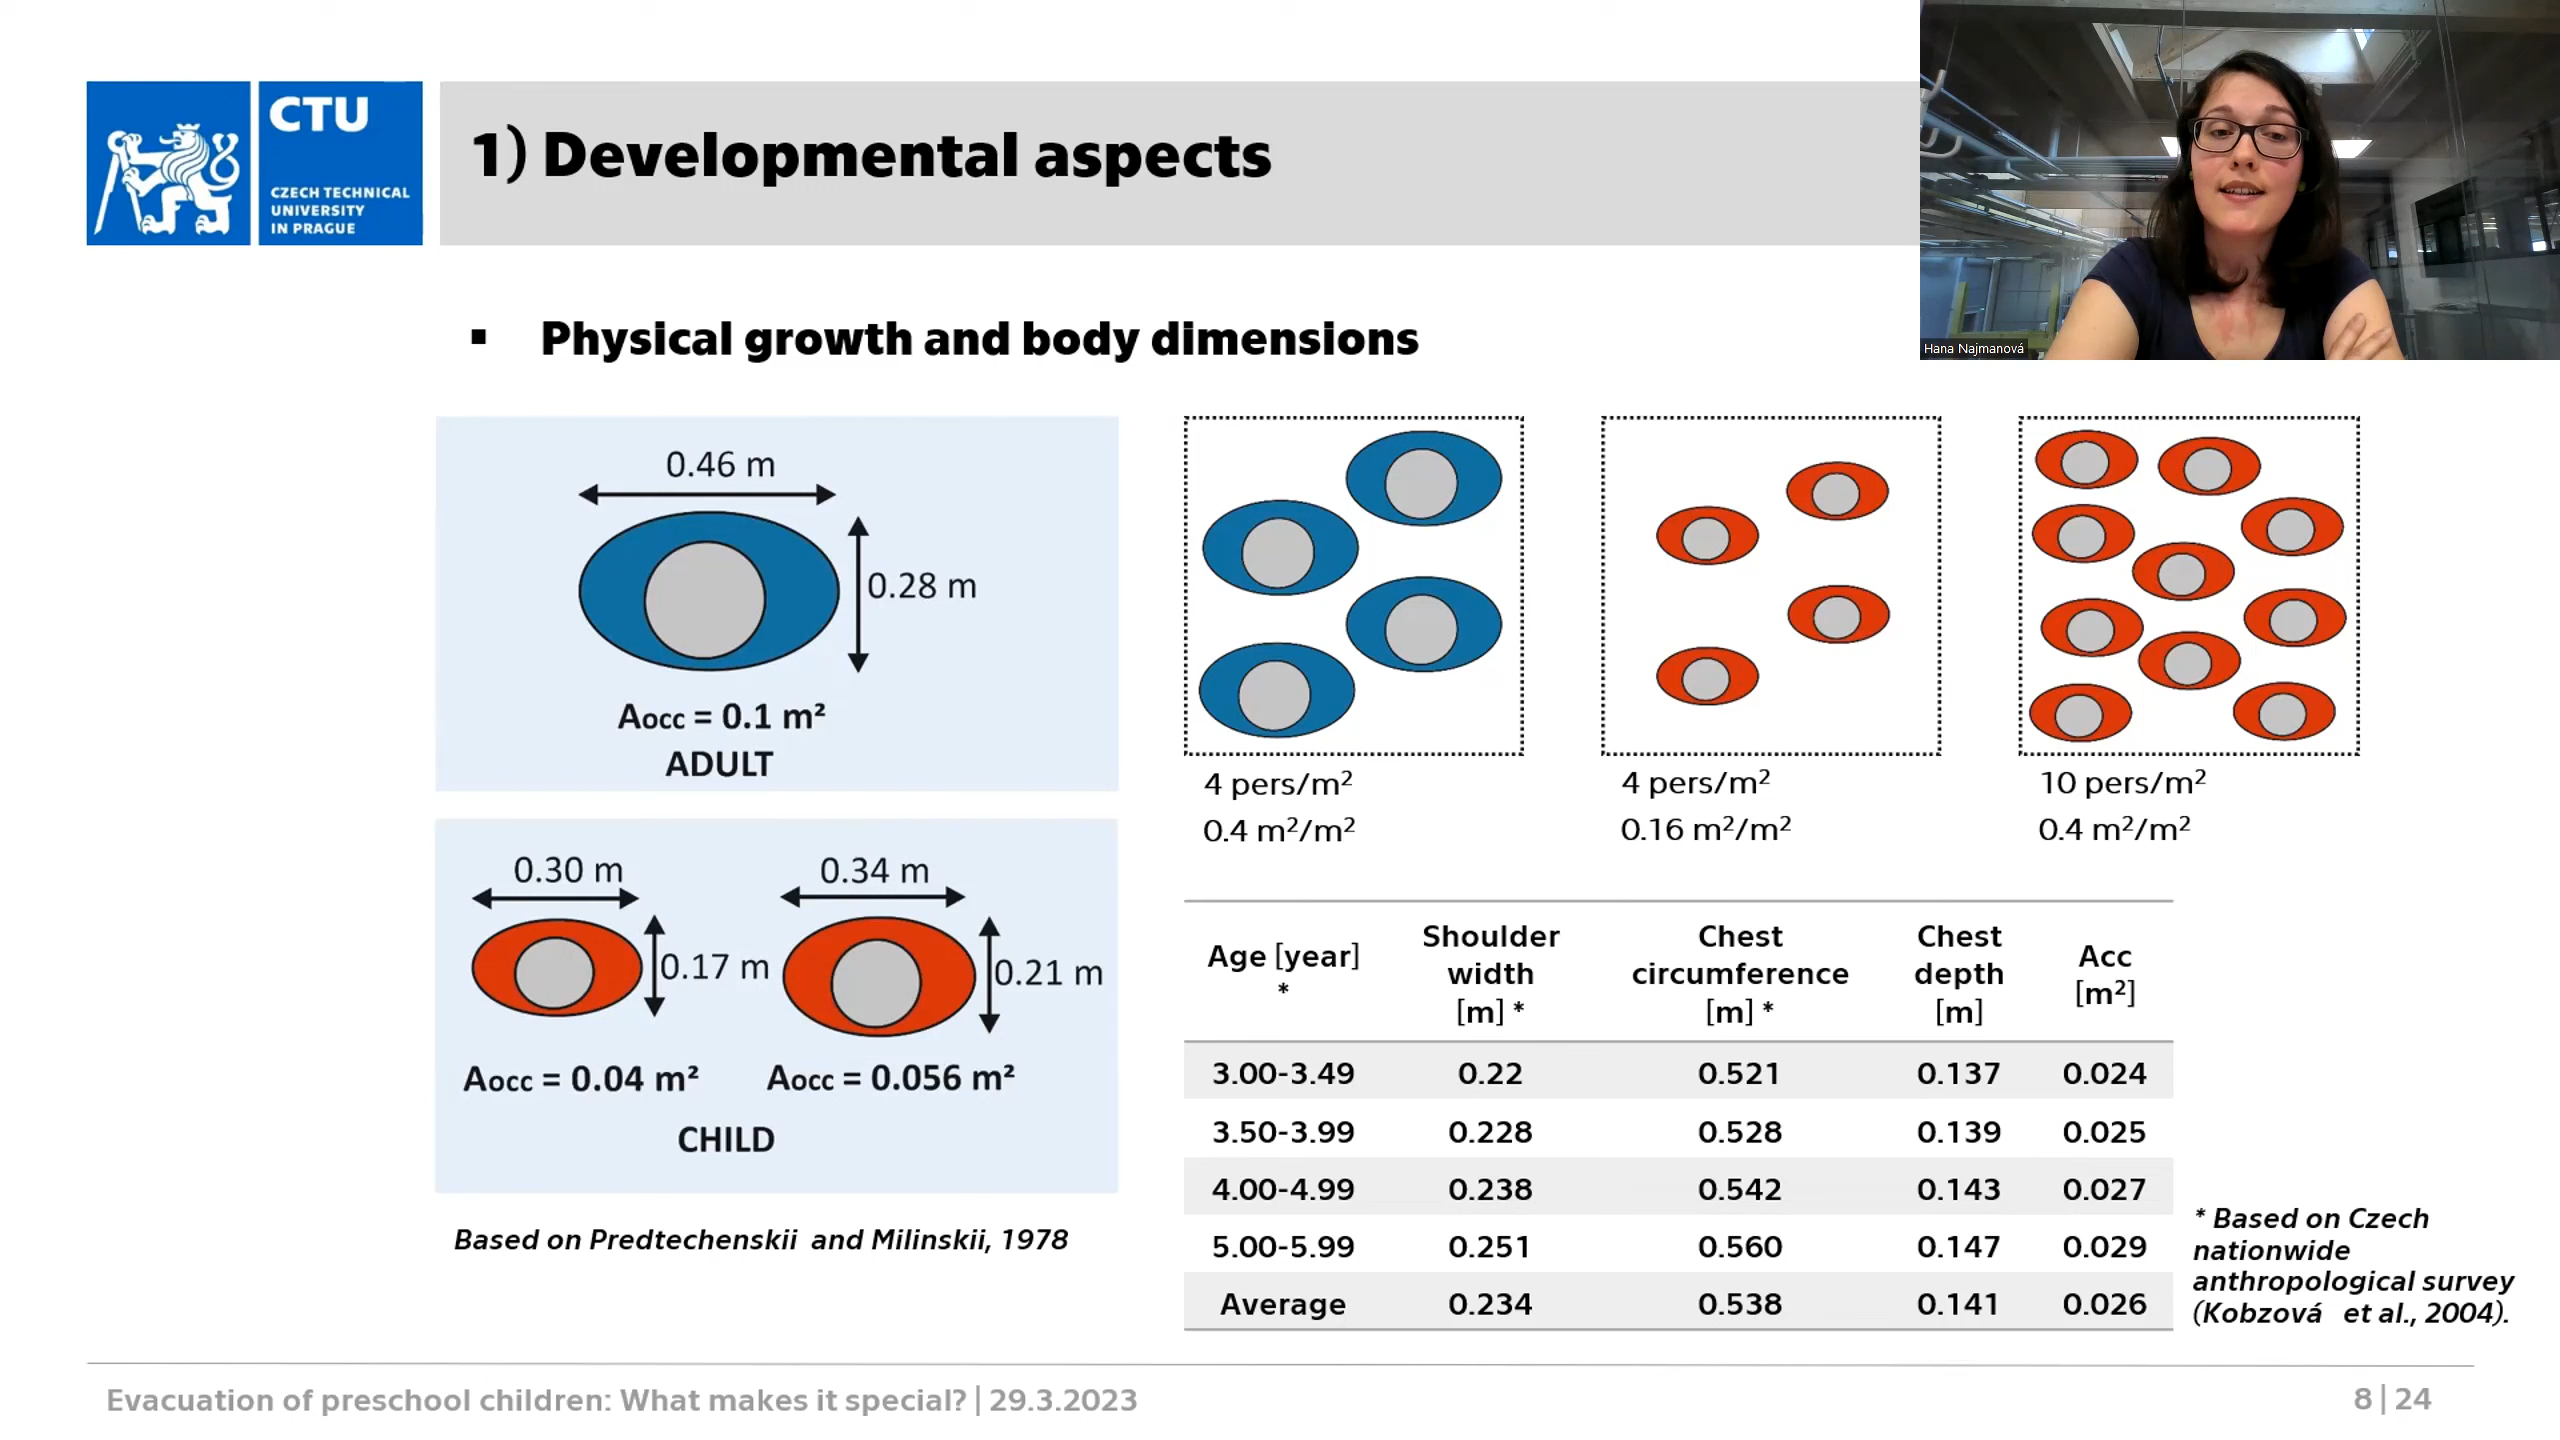 CTU
CZECH TECHNICAL
UNIVERSITY
IN PRAGUE
1) Developmental aspects
Hana Najmanová
▪ Physical growth and body dimensions
0.46 m
0.28 m
Aocc = 0.1 m²
ADULT
0.30 m
0.34 m
0.17 m
0.21 m
Aocc = 0.04 m²
Aocc = 0.056 m²
CHILD
Based on Predtechenskii and Milinskii, 1978
4 pers/m²
0.4 m²/m²
4 pers/m²
0.16 m²/m²
10 pers/m²
0.4 m²/m²
Age [year]
*
Shoulder
width
[m] *
Chest
circumference
[m] *
Chest
depth
[m]
Acc
[m²]
3.00-3.49 0.22 0.521 0.137 0.024
3.50-3.99 0.228 0.528 0.139 0.025
4.00-4.99 0.238 0.542 0.143 0.027
5.00-5.99 0.251 0.560 0.147 0.029
Average 0.234 0.538 0.141 0.026
* Based on Czech
nationwide
anthropological survey
(Kobzová et al., 2004).
Evacuation of preschool children: What makes it special? | 29.3.2023
8 | 24